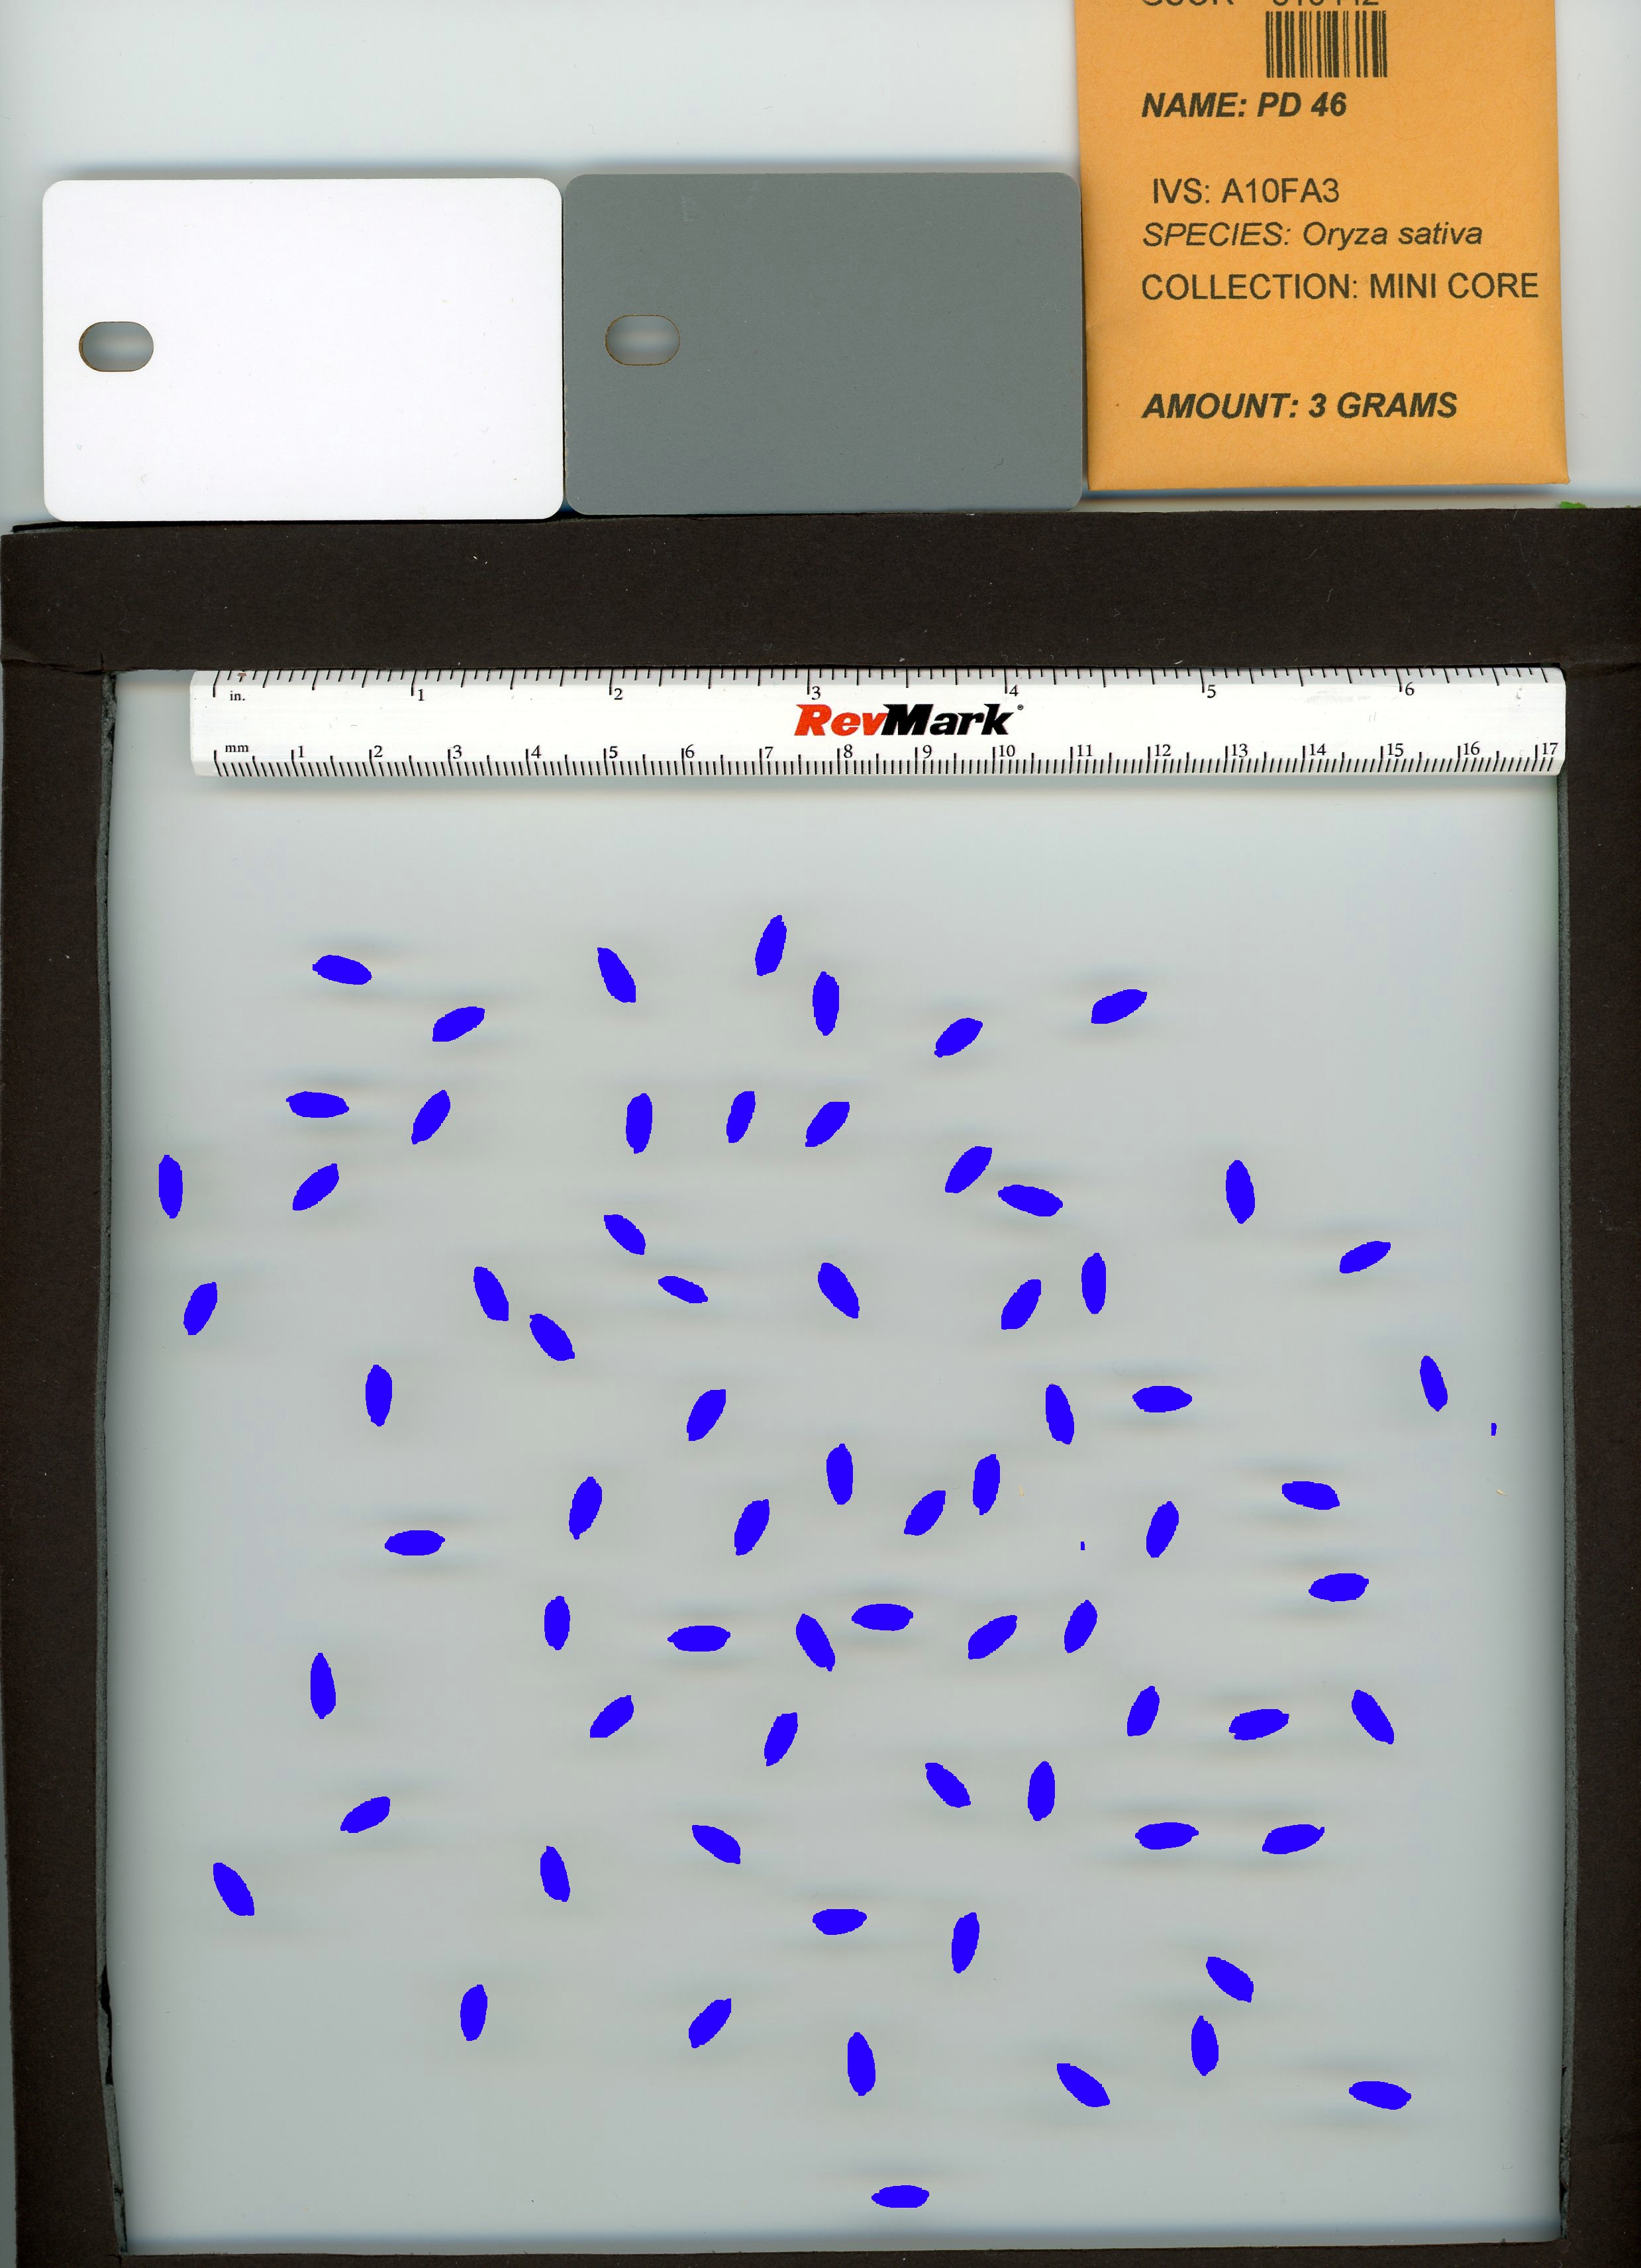 NAME: PD 46
IVS: A10FA3
SPECIES: Oryza sativa
COLLECTION: MINI CORE
AMOUNT: 3 GRAMS
in. 1 2 3 4 5 6
RevMark
mm 1 2 3 4 5 6 7 8 9 10 11 12 13 14 15 16 17